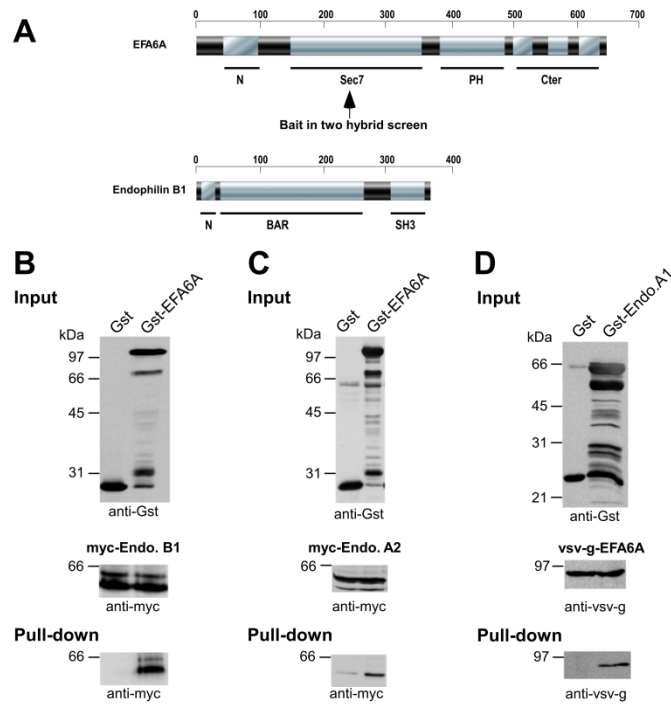 A
0 100 200 300 400 500 600
EFA6A
N Sec7 PH Cter
Bait in two hybrid screen
0 100 200 300 400
Endophilin B1
N BAR SH3
B C D
Input Input Input
Gst Gst-EFA6A Gst Gst-EFA6A Gst Gst-Endo.A1
kDa kDa kDa
97 97 66
66 66 45
45 45 31
31 31 21
anti-Gst anti-Gst anti-Gst
myc-Endo. B1 myc-Endo. A2 vsv-g-EFA6A
66 66 97
anti-myc anti-myc anti-vsv-g
Pull-down Pull-down Pull-down
66 66 97
anti-myc anti-myc anti-vsv-g